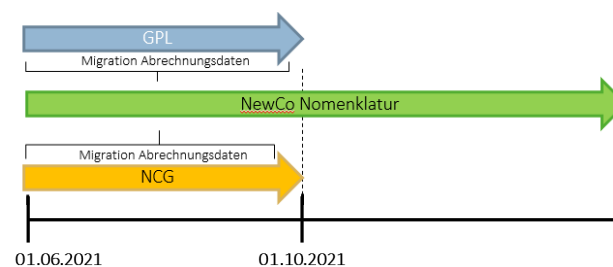 GPL
Migration Abrechnungsdaten
NewCo Nomenklatur
Migration Abrechnungsdaten
NCG
01.06.2021
01.10.2021